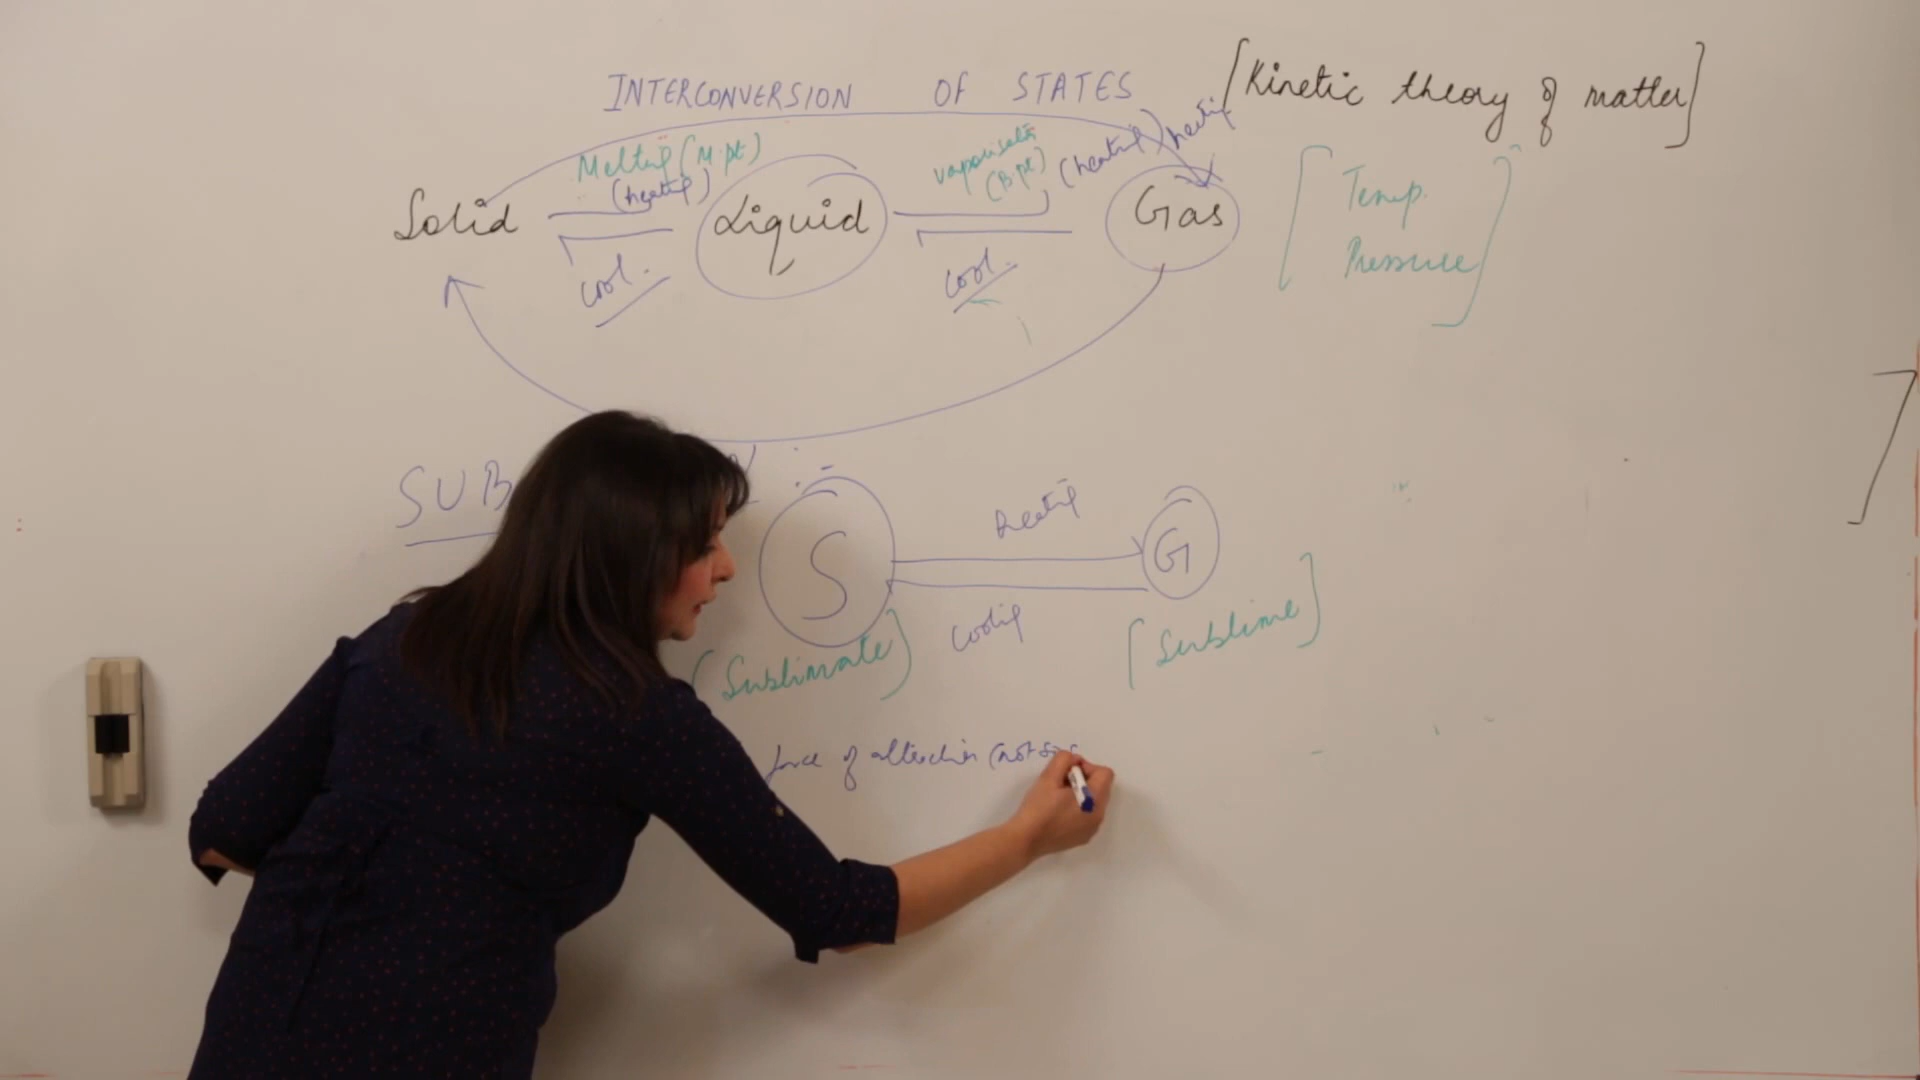 INTERCONVERSION OF STATES [Kinetic theory of matter]
Melting (M.pt) vaporisation (B.pt) (heating) heating
(heating)
Solid Liquid Gas [Temp.
Pressure]
cool. cool.
SUB :-
S heating G
cooling
[Sublimate] [Sublime]
force of attraction (not